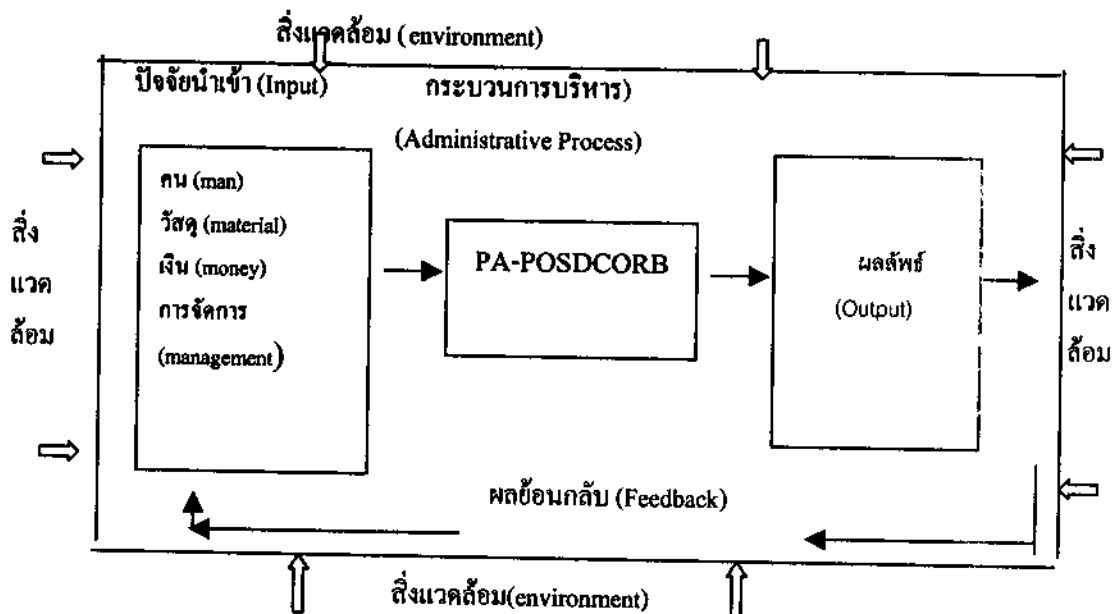 สิ่งแวดล้อม (environment)
ปัจจัยนำเข้า (Input)
กระบวนการบริหาร)
(Administrative Process)
คน (man)
วัสดุ (material)
เงิน (money)
การจัดการ
(management)
PA-POSDCORB
ผลลัพธ์
(Output)
สิ่ง
แวด
ล้อม
สิ่ง
แวด
ล้อม
ผลย้อนกลับ (Feedback)
สิ่งแวดล้อม(environment)